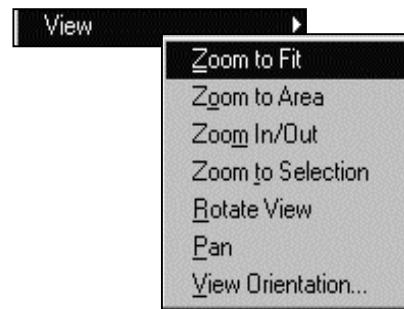 View
Zoom to Fit
Zoom to Area
Zoom In/Out
Zoom to Selection
Rotate View
Pan
View Orientation...